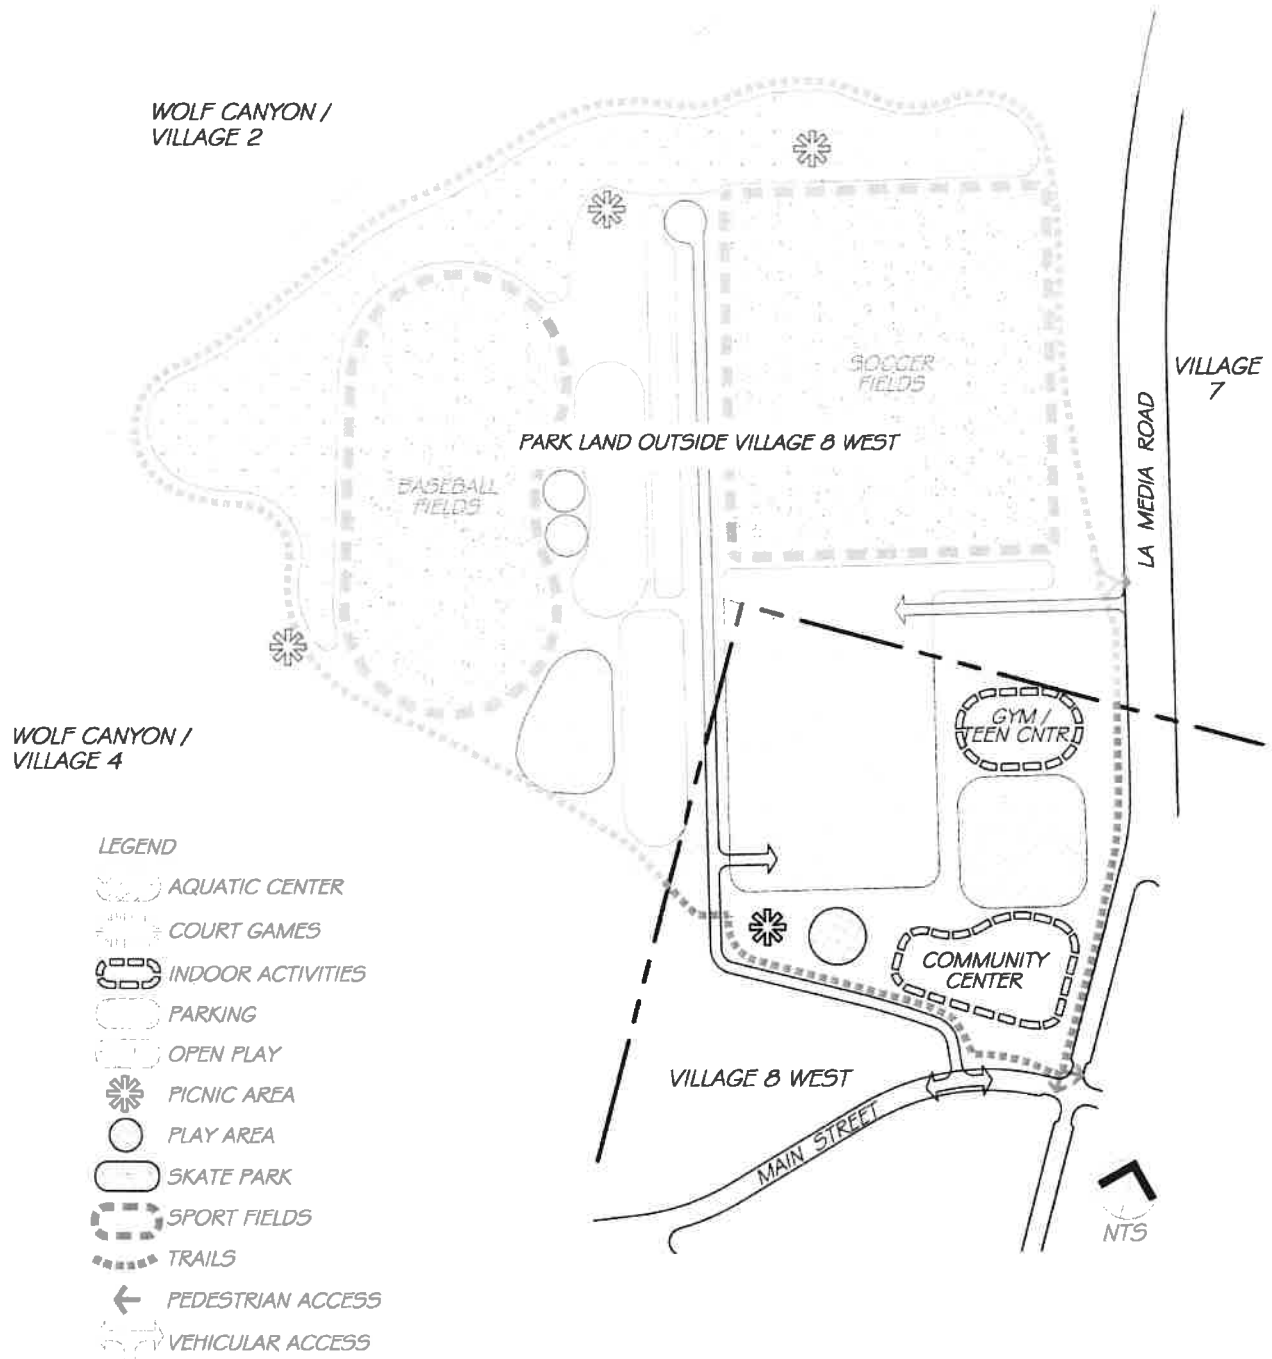 WOLF CANYON /
VILLAGE 2
SOCCER
FIELDS
VILLAGE
7
PARK LAND OUTSIDE VILLAGE 8 WEST
LA MEDIA ROAD
BASEBALL
FIELDS
GYM /
TEEN CNTR
WOLF CANYON /
VILLAGE 4
COMMUNITY
CENTER
VILLAGE 8 WEST
MAIN STREET
NTS
LEGEND
AQUATIC CENTER
COURT GAMES
INDOOR ACTIVITIES
PARKING
OPEN PLAY
PICNIC AREA
PLAY AREA
SKATE PARK
SPORT FIELDS
TRAILS
PEDESTRIAN ACCESS
VEHICULAR ACCESS